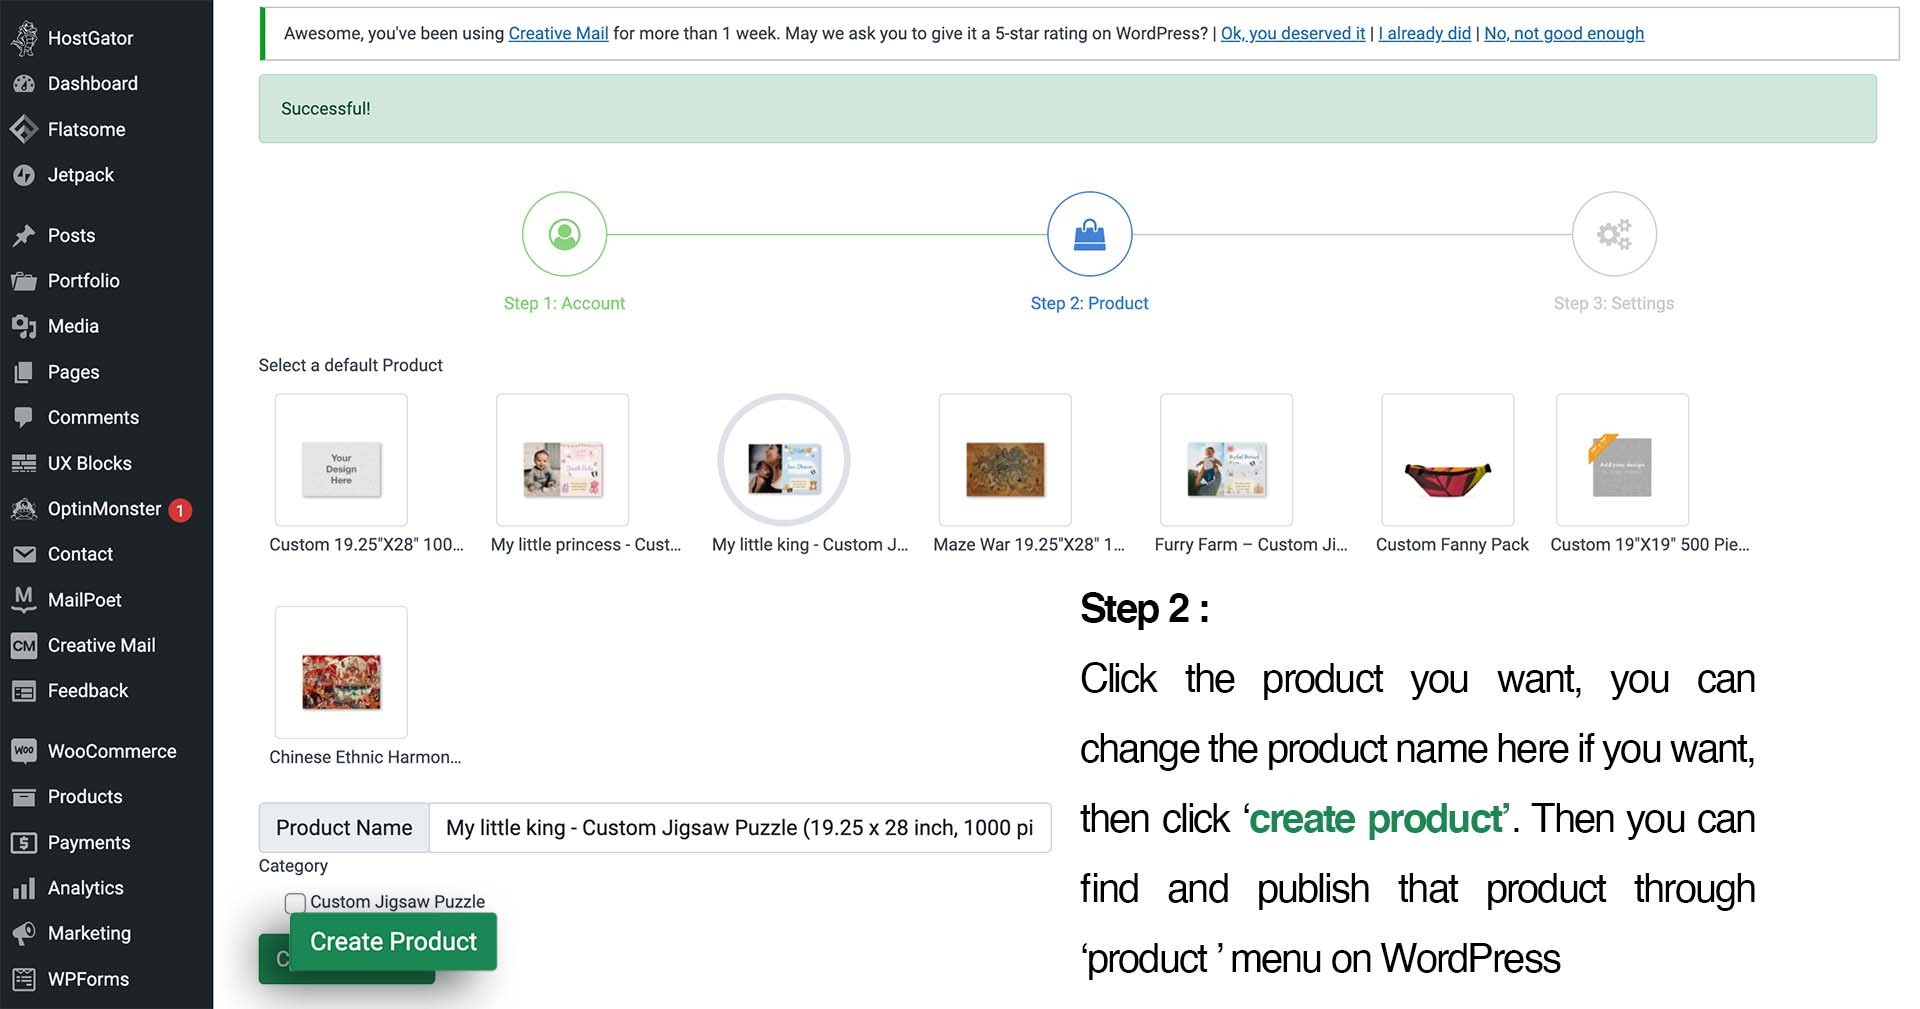 HostGator
Dashboard
Flatsome
Jetpack
Posts
Portfolio
Media
Pages
Comments
UX Blocks
OptinMonster 1
Contact
M MailPoet
CM Creative Mail
Feedback
Woo WooCommerce
Products
Payments
Analytics
Marketing
WPForms
Awesome, you've been using Creative Mail for more than 1 week. May we ask you to give it a 5-star rating on WordPress? | Ok, you deserved it | I already did | No, not good enough
Successful!
Step 1: Account
Step 2: Product
Step 3: Settings
Select a default Product
Your
Design
Here
Add your design
Custom 19.25"X28" 100...
My little princess - Cust...
My little king - Custom J...
Maze War 19.25"X28" 1...
Furry Farm – Custom Ji...
Custom Fanny Pack
Custom 19"X19" 500 Pie...
Chinese Ethnic Harmon...
Product Name
My little king - Custom Jigsaw Puzzle (19.25 x 28 inch, 1000 pi
Category
Custom Jigsaw Puzzle
Create Product
C
Step 2 :
Click the product you want, you can
change the product name here if you want,
then click ‘create product’. Then you can
find and publish that product through
‘product ’ menu on WordPress